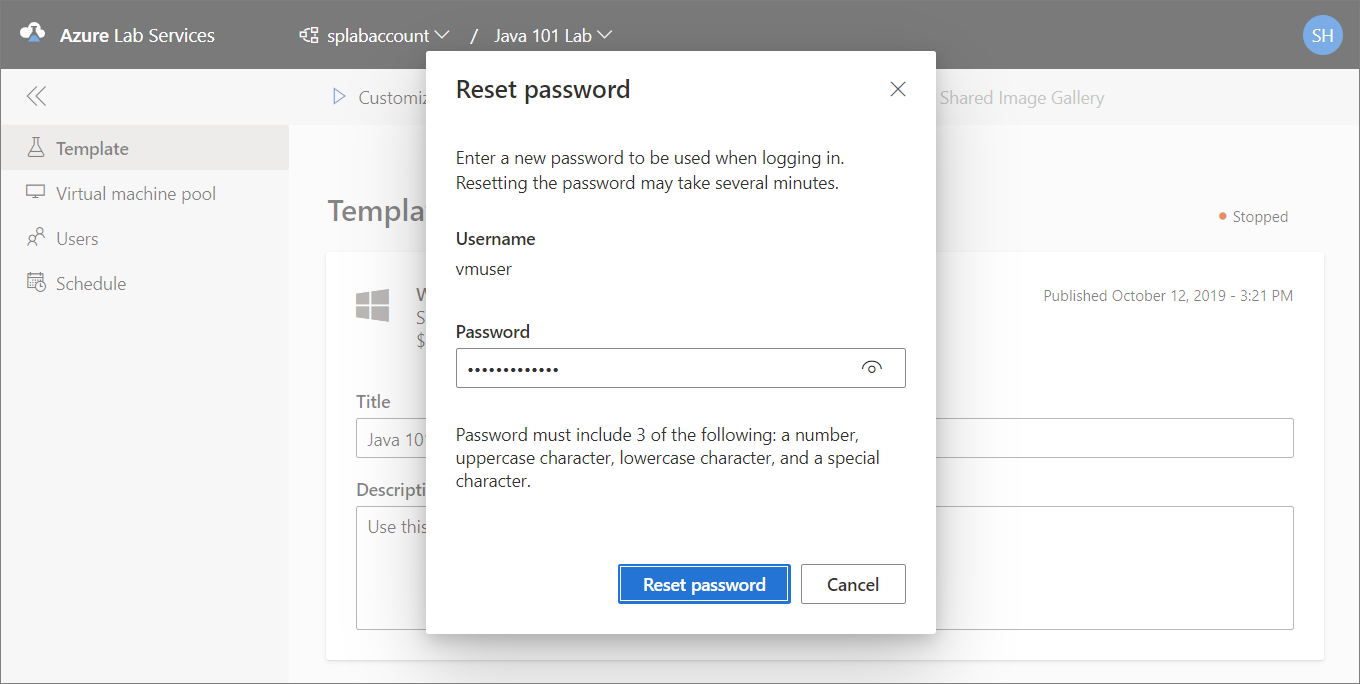 Azure Lab Services
splabaccount / Java 101 Lab
SH
Reset password
Customiz
Shared Image Gallery
Template
Virtual machine pool
Users
Schedule
Enter a new password to be used when logging in.
Resetting the password may take several minutes.
Templa
Stopped
Username
vmuser
W
Published October 12, 2019 - 3:21 PM
S
$
Password
•••••••••••••
Title
Java 101
Password must include 3 of the following: a number,
uppercase character, lowercase character, and a special
character.
Descripti
Use this
Reset password
Cancel